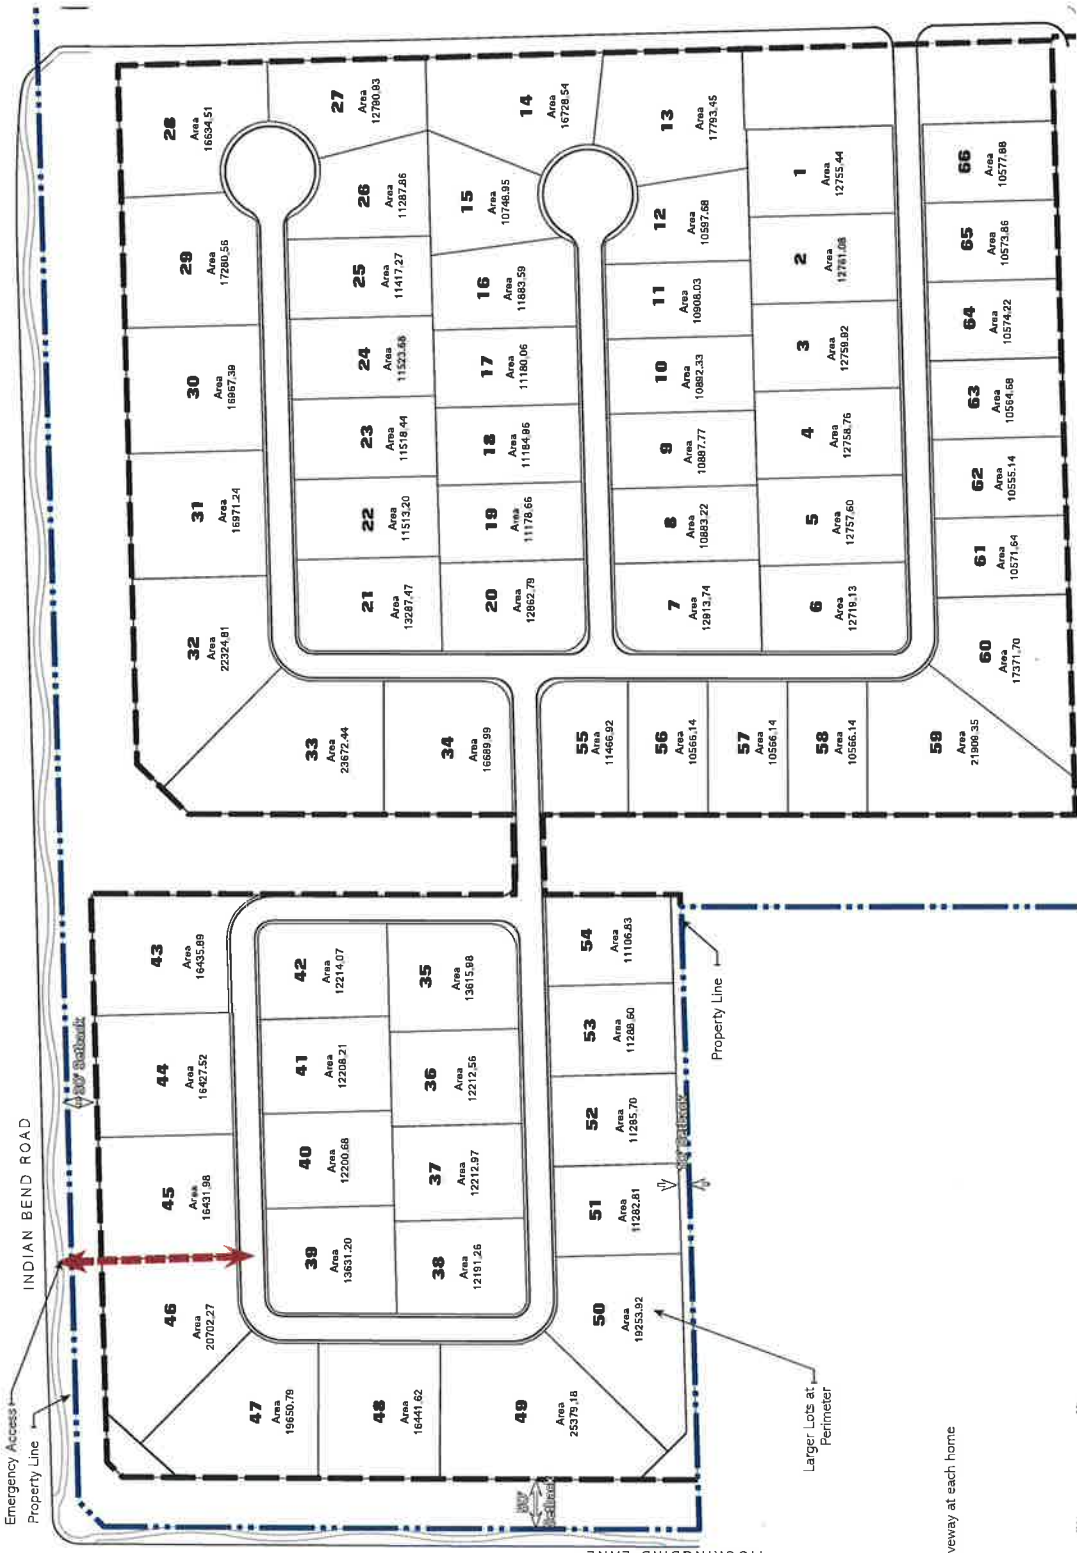 Emergency Access
Property Line
INDIAN BEND ROAD
30' Setback
28
Area
16634.51
27
Area
12790.83
14
Area
16728.54
13
Area
17793.45
29
Area
17280.56
26
Area
11287.86
15
Area
10748.95
12
Area
10597.68
1
Area
12755.44
66
Area
10577.88
30
Area
16967.39
25
Area
11417.27
16
Area
11883.59
11
Area
10908.03
2
Area
12761.08
65
Area
10573.86
31
Area
16971.24
24
Area
11523.68
17
Area
11180.06
10
Area
10892.33
3
Area
12759.92
64
Area
10574.22
32
Area
22324.81
23
Area
11518.44
18
Area
11184.86
9
Area
10887.77
4
Area
12758.76
63
Area
10564.68
22
Area
11513.20
19
Area
11178.66
8
Area
10883.22
5
Area
12757.60
62
Area
10555.14
21
Area
13287.47
20
Area
12862.79
7
Area
12913.74
6
Area
12719.13
61
Area
10571.64
33
Area
23672.44
34
Area
16689.99
55
Area
11466.92
56
Area
10566.14
57
Area
10566.14
58
Area
10566.14
59
Area
21909.35
60
Area
17371.70
43
Area
16435.89
42
Area
12214.07
35
Area
13615.98
54
Area
11106.83
44
Area
16427.52
41
Area
12208.21
36
Area
12212.56
53
Area
11288.60
45
Area
16431.98
40
Area
12200.68
37
Area
12212.97
52
Area
11285.70
46
Area
20702.27
39
Area
13631.20
38
Area
12191.26
51
Area
11282.81
47
Area
19650.79
48
Area
16441.62
49
Area
25379.18
50
Area
19253.92
Setback
Setback
Property Line
Larger Lots at
Perimeter
veway at each home